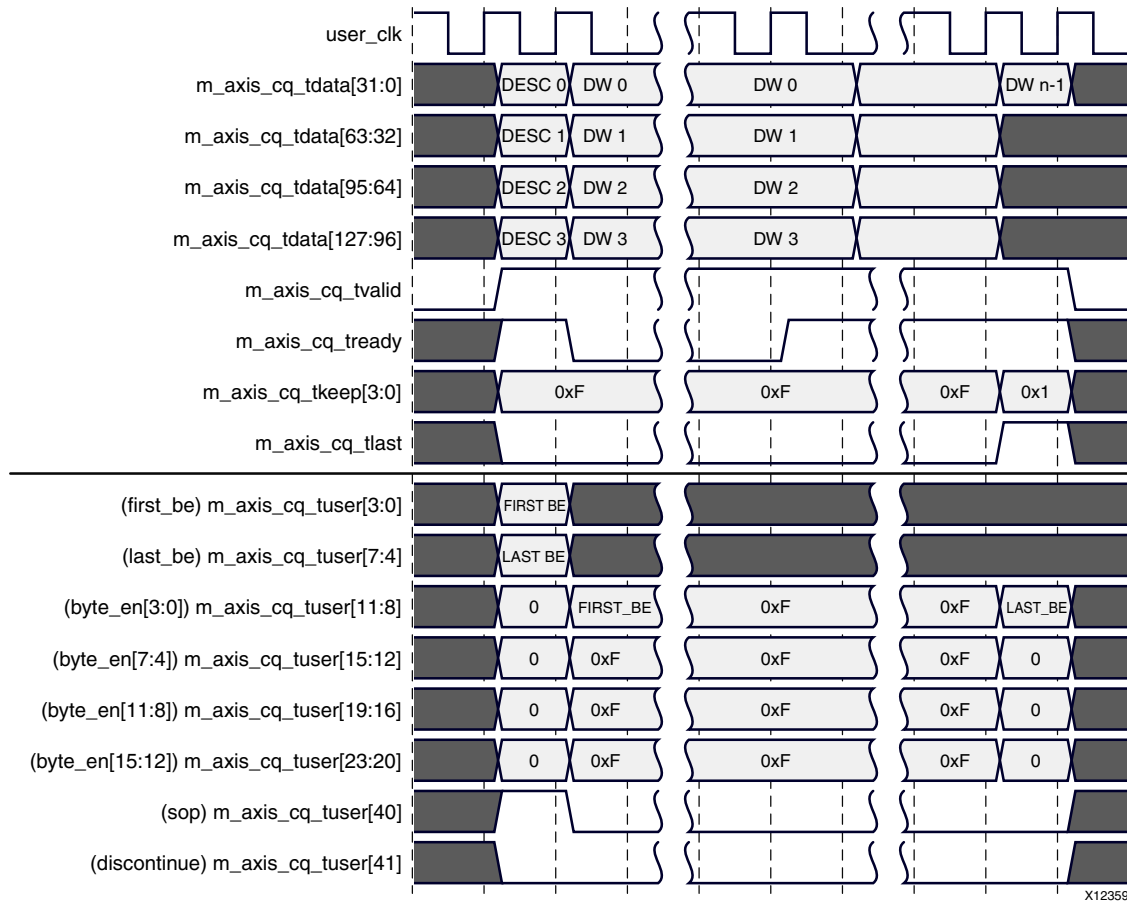 user_clk
m_axis_cq_tdata[31:0] DESC 0 DW 0 DW 0 DW n-1
m_axis_cq_tdata[63:32] DESC 1 DW 1 DW 1
m_axis_cq_tdata[95:64] DESC 2 DW 2 DW 2
m_axis_cq_tdata[127:96] DESC 3 DW 3 DW 3
m_axis_cq_tvalid
m_axis_cq_tready
m_axis_cq_tkeep[3:0] 0xF 0xF 0xF 0x1
m_axis_cq_tlast
(first_be) m_axis_cq_tuser[3:0] FIRST BE
(last_be) m_axis_cq_tuser[7:4] LAST BE
(byte_en[3:0]) m_axis_cq_tuser[11:8] 0 FIRST_BE 0xF 0xF LAST_BE
(byte_en[7:4]) m_axis_cq_tuser[15:12] 0 0xF 0xF 0xF 0
(byte_en[11:8]) m_axis_cq_tuser[19:16] 0 0xF 0xF 0xF 0
(byte_en[15:12]) m_axis_cq_tuser[23:20] 0 0xF 0xF 0xF 0
(sop) m_axis_cq_tuser[40]
(discontinue) m_axis_cq_tuser[41]
X12359